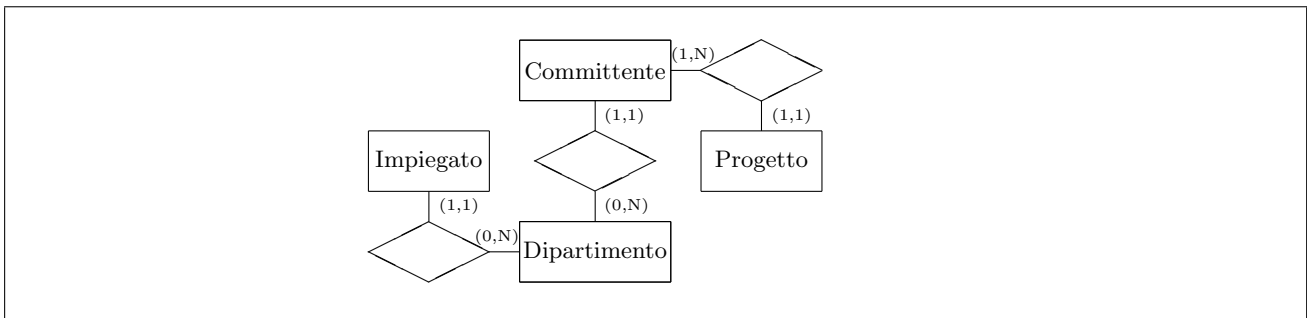 Committente
(1,N)
(1,1)
(1,1)
Impiegato
Progetto
(1,1)
(0,N)
(0,N)
Dipartimento